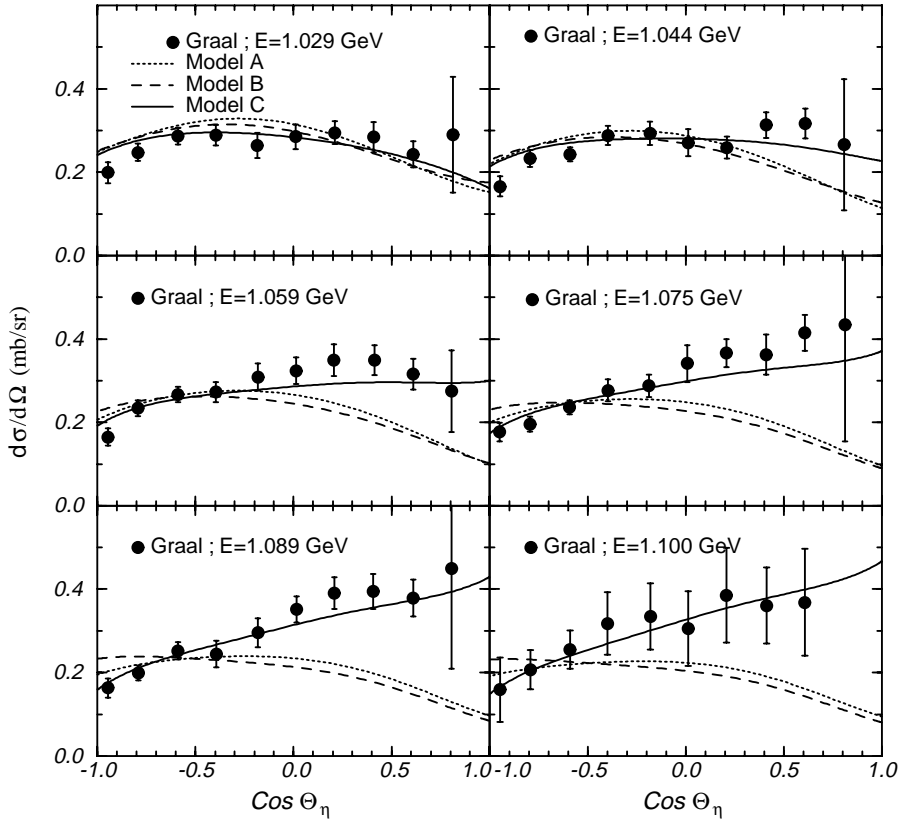 Graal ; E=1.029 GeV
Model A
Model B
Model C
Graal ; E=1.044 GeV
0.4
0.2
0.0
Graal ; E=1.059 GeV
Graal ; E=1.075 GeV
0.4
0.2
0.0
dσ/dΩ (mb/sr)
Graal ; E=1.089 GeV
Graal ; E=1.100 GeV
0.4
0.2
0.0
-1.0 -0.5 0.0 0.5 -1.0 -0.5 0.0 0.5 1.0
Cos Θη Cos Θη